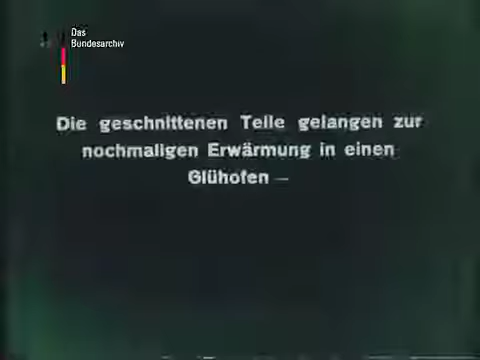 Das
Bundesarchiv
Die geschnittenen Teile gelangen zur
nochmaligen Erwärmung in einen
Glühofen —